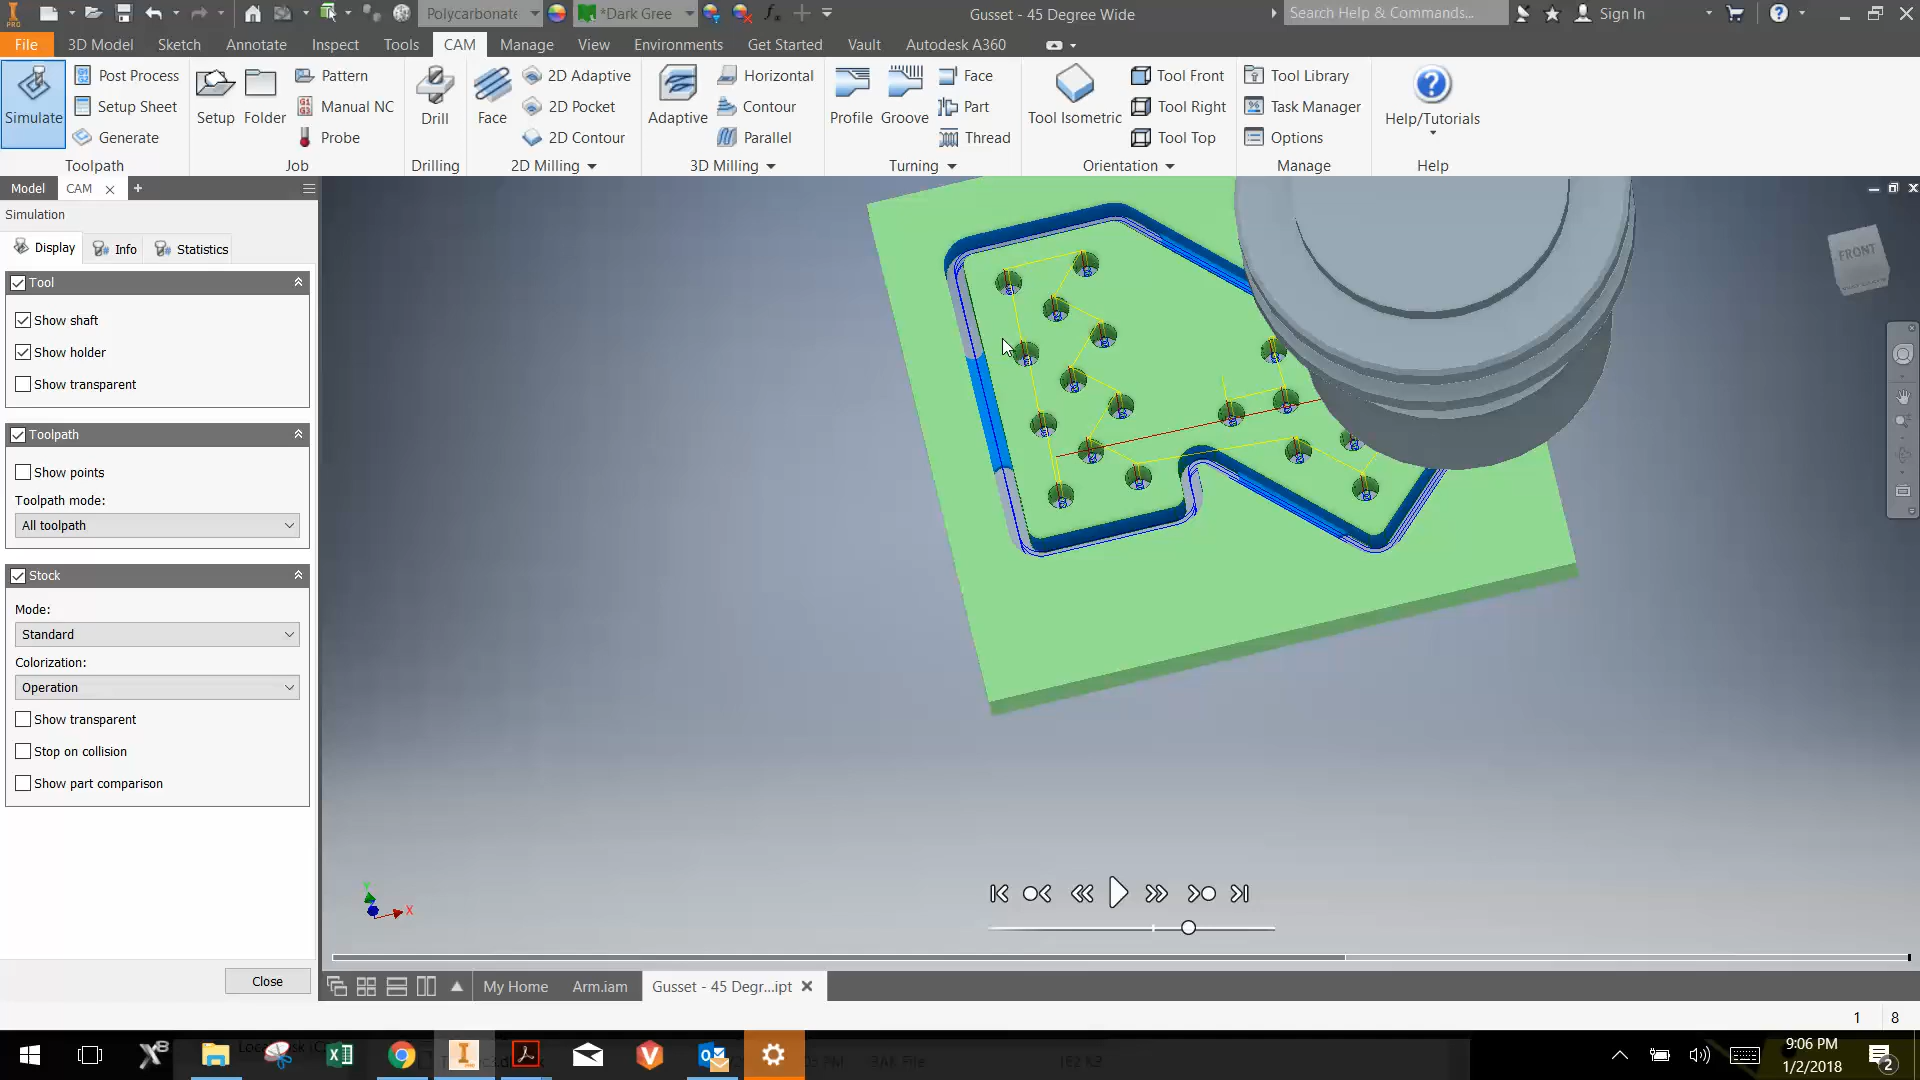 Polycarbonate
*Dark Gree
Gusset - 45 Degree Wide
Search Help & Commands...
Sign In
PRO
File
3D Model
Sketch
Annotate
Inspect
Tools
CAM
Manage
View
Environments
Get Started
Vault
Autodesk A360
Simulate
Post Process
Setup Sheet
Generate
Toolpath
Setup
Folder
Pattern
Manual NC
Probe
Job
Drill
Drilling
Face
2D Adaptive
2D Pocket
2D Contour
2D Milling
Adaptive
Horizontal
Contour
Parallel
3D Milling
Profile
Groove
Face
Part
Thread
Turning
Tool Isometric
Tool Front
Tool Right
Tool Top
Orientation
Tool Library
Task Manager
Options
Manage
Help/Tutorials
Help
Model
CAM
Simulation
Display
Info
Statistics
Tool
Show shaft
Show holder
Show transparent
Toolpath
Show points
Toolpath mode:
All toolpath
Stock
Mode:
Standard
Colorization:
Operation
Show transparent
Stop on collision
Show part comparison
Close
FRONT
X
My Home
Arm.iam
Gusset - 45 Degr...ipt
1
8
9:06 PM
1/2/2018
2